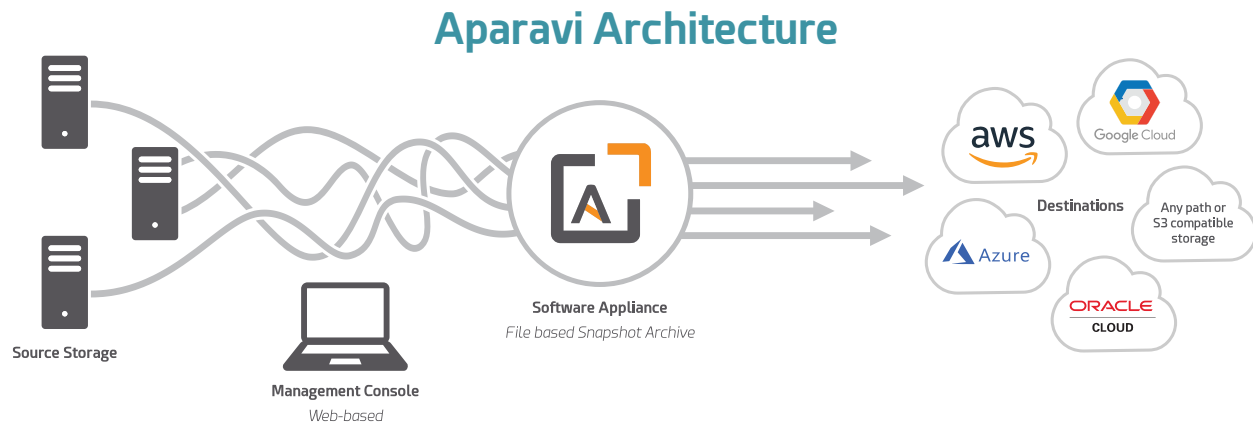 Aparavi Architecture
Source Storage
Management Console
Web-based
A
Software Appliance
File based Snapshot Archive
aws
Google Cloud
Destinations
Any path or
S3 compatible
storage
Azure
ORACLE
CLOUD